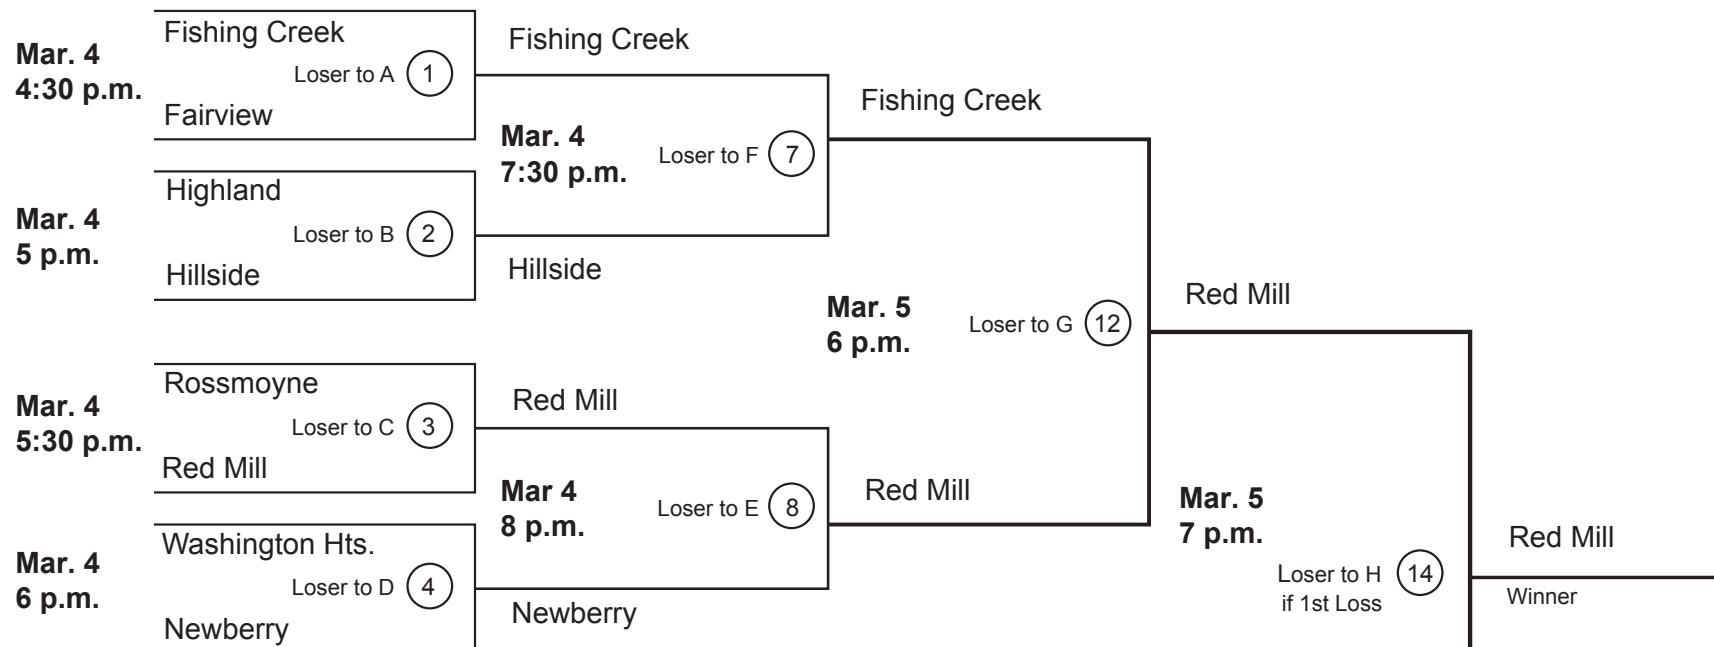 Mar. 4
4:30 p.m.
Fishing Creek
Loser to A 1
Fairview
Fishing Creek
Mar. 4
7:30 p.m.
Loser to F 7
Fishing Creek
Mar. 4
5 p.m.
Highland
Loser to B 2
Hillside
Hillside
Mar. 5
6 p.m.
Loser to G 12
Red Mill
Mar. 4
5:30 p.m.
Rossmoyne
Loser to C 3
Red Mill
Red Mill
Mar 4
8 p.m.
Loser to E 8
Red Mill
Mar. 4
6 p.m.
Washington Hts.
Loser to D 4
Newberry
Newberry
Mar. 5
7 p.m.
Loser to H 14
if 1st Loss
Red Mill
Winner